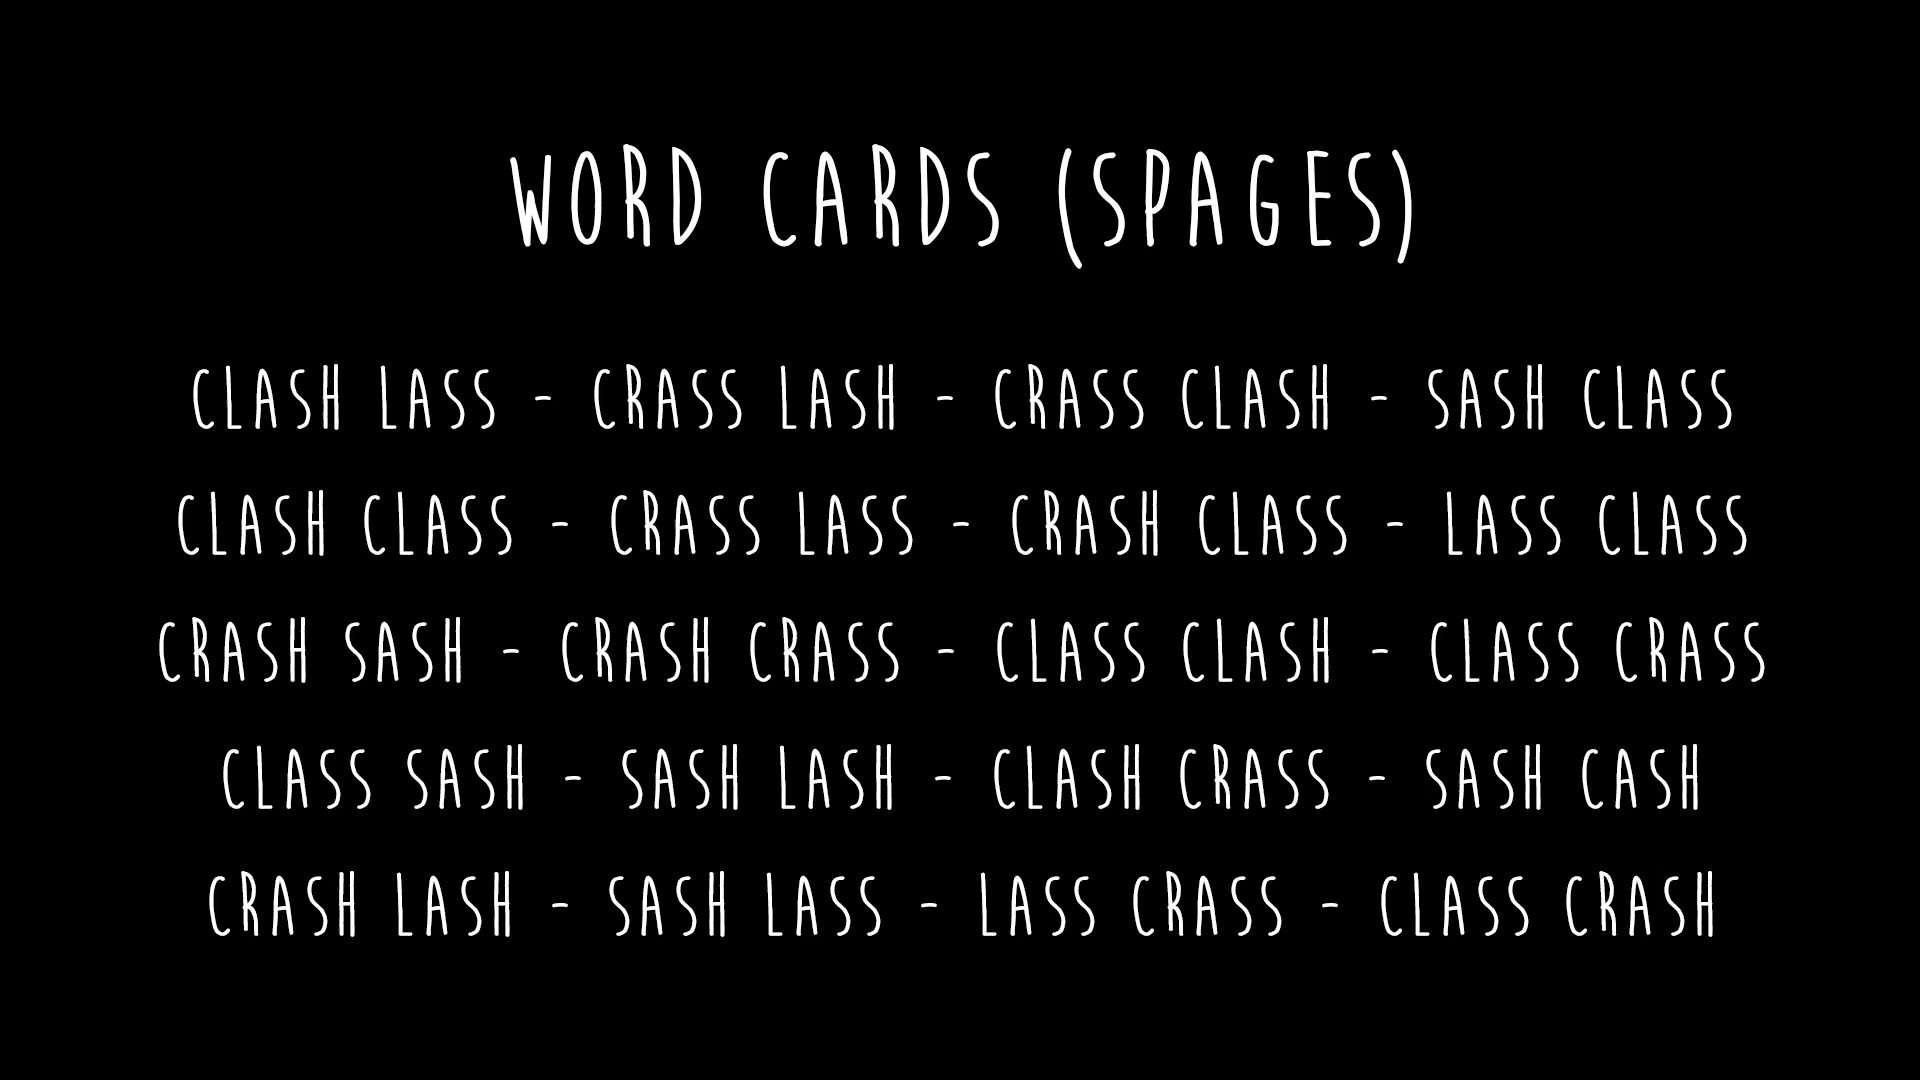 WORD CARDS (SPAGES)
CLASH LASS - CRASS LASH - CRASS CLASH - SASH CLASS
CLASH CLASS - CRASS LASS - CRASH CLASS - LASS CLASS
CRASH SASH - CRASH CRASS - CLASS CLASH - CLASS CRASS
CLASS SASH - SASH LASH - CLASH CRASS - SASH CASH
CRASH LASH - SASH LASS - LASS CRASS - CLASS CRASH